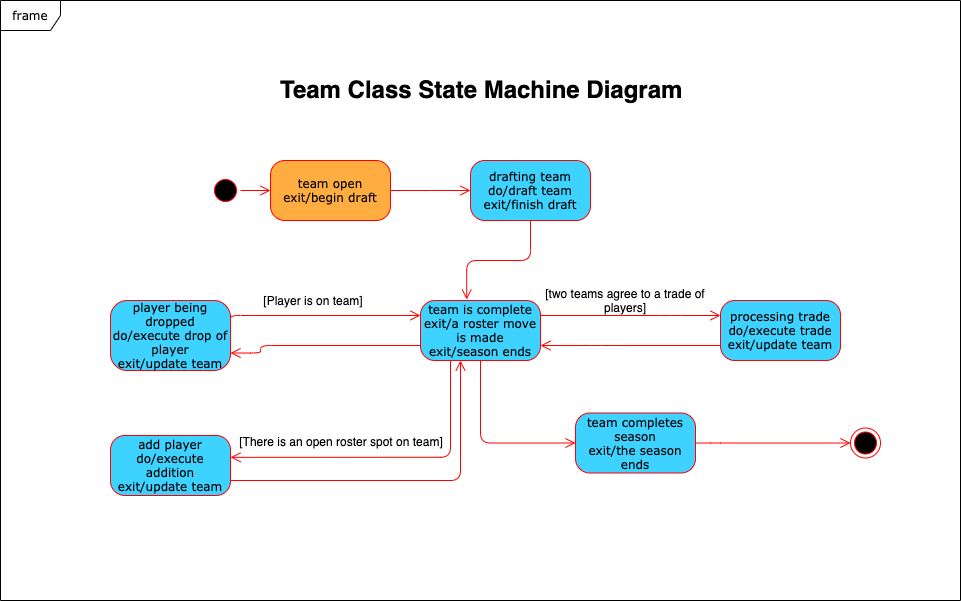 frame
Team Class State Machine Diagram
team open
exit/begin draft
drafting team
do/draft team
exit/finish draft
player being
dropped
do/execute drop of
player
exit/update team
[Player is on team]
team is complete
exit/a roster move
is made
exit/season ends
[two teams agree to a trade of
players]
processing trade
do/execute trade
exit/update team
add player
do/execute
addition
exit/update team
[There is an open roster spot on team]
team completes
season
exit/the season
ends